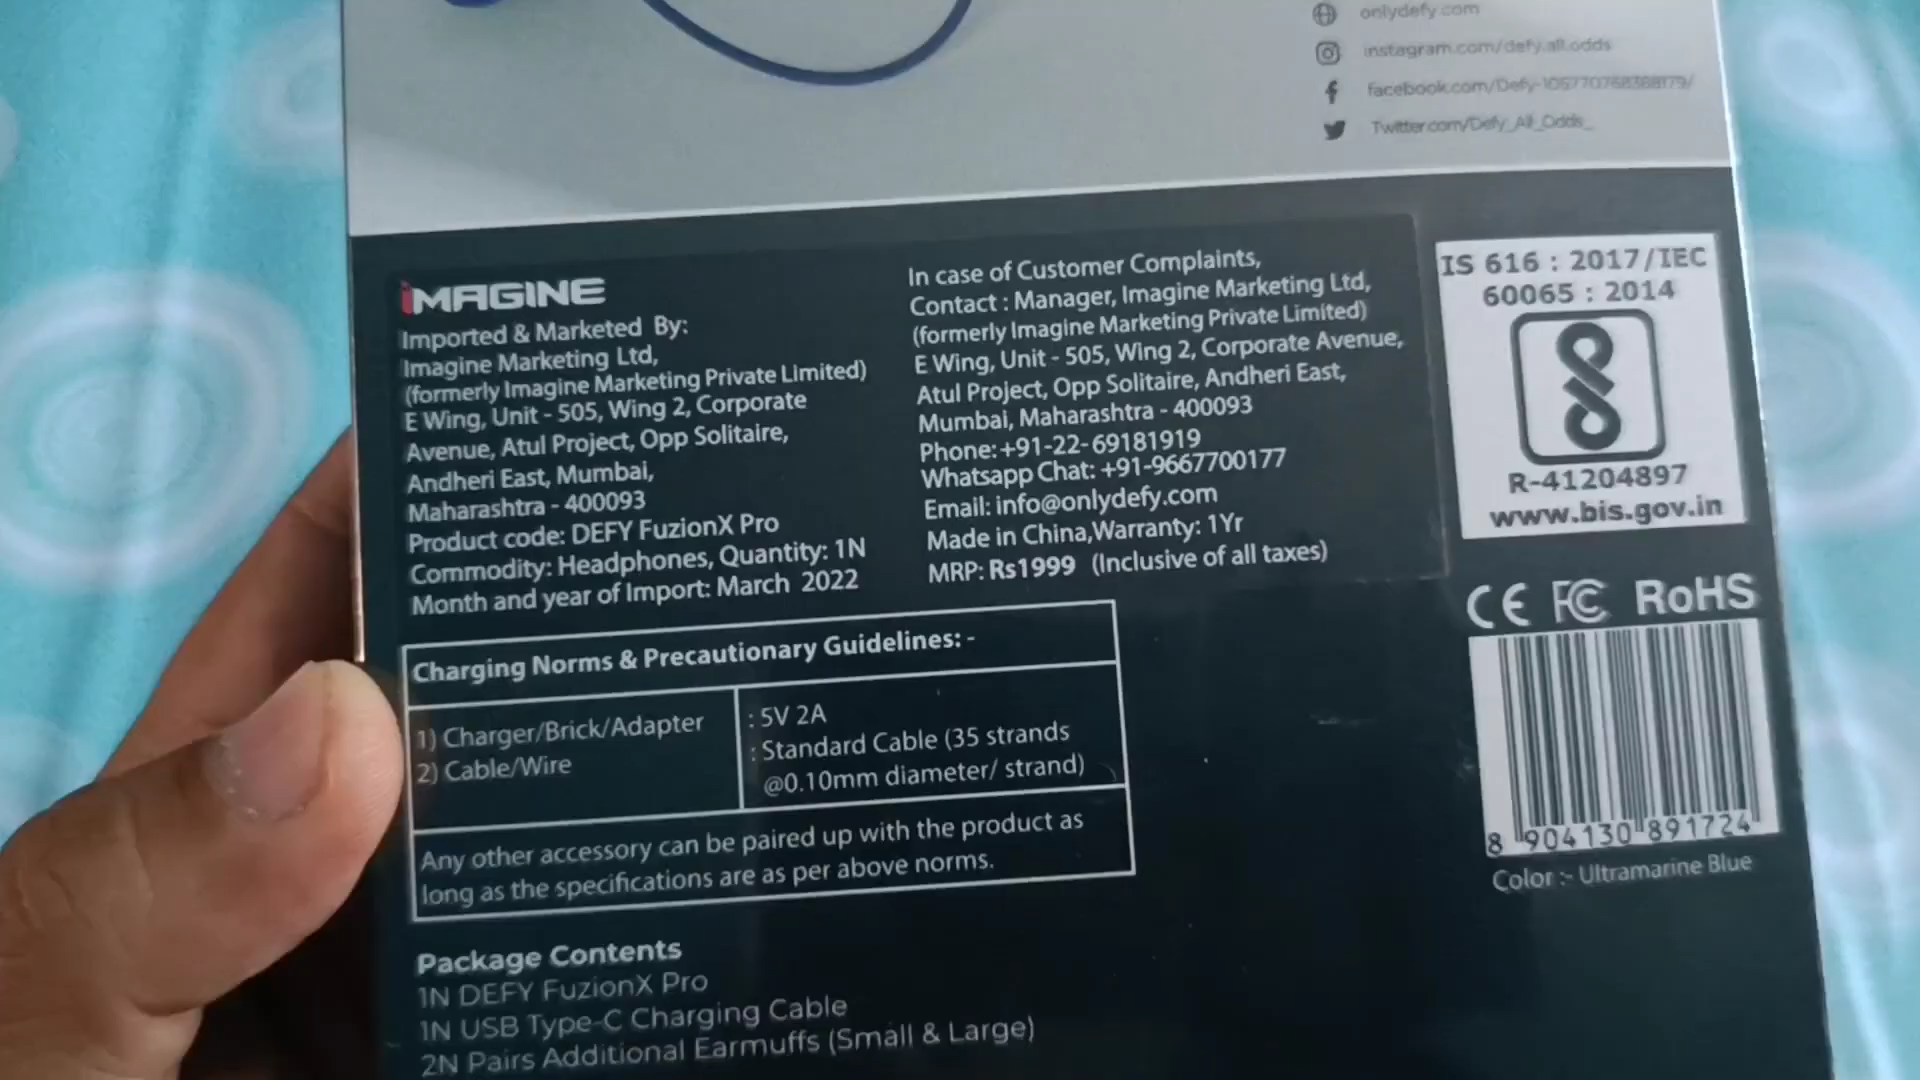 onlydefy.com
instagram.com/defy.all.odds
facebook.com/Defy-105770768388179/
Twitter.com/Defy_All_Odds_
iMAGINE
Imported & Marketed By:
Imagine Marketing Ltd,
(formerly Imagine Marketing Private Limited)
E Wing, Unit - 505, Wing 2, Corporate
Avenue, Atul Project, Opp Solitaire,
Andheri East, Mumbai,
Maharashtra - 400093
Product code: DEFY FuzionX Pro
Commodity: Headphones, Quantity: 1N
Month and year of Import: March 2022
In case of Customer Complaints,
Contact : Manager, Imagine Marketing Ltd,
(formerly Imagine Marketing Private Limited)
E Wing, Unit - 505, Wing 2, Corporate Avenue,
Atul Project, Opp Solitaire, Andheri East,
Mumbai, Maharashtra - 400093
Phone: +91-22- 69181919
Whatsapp Chat: +91-9667700177
Email: info@onlydefy.com
Made in China,Warranty: 1Yr
MRP: Rs1999 (Inclusive of all taxes)
IS 616 : 2017/IEC
60065 : 2014
R-41204897
www.bis.gov.in
CE FC RoHS
8 904130 891724
Color :- Ultramarine Blue
Charging Norms & Precautionary Guidelines: -
1) Charger/Brick/Adapter : 5V 2A
2) Cable/Wire : Standard Cable (35 strands
@0.10mm diameter/ strand)
Any other accessory can be paired up with the product as
long as the specifications are as per above norms.
Package Contents
1N DEFY FuzionX Pro
1N USB Type-C Charging Cable
2N Pairs Additional Earmuffs (Small & Large)